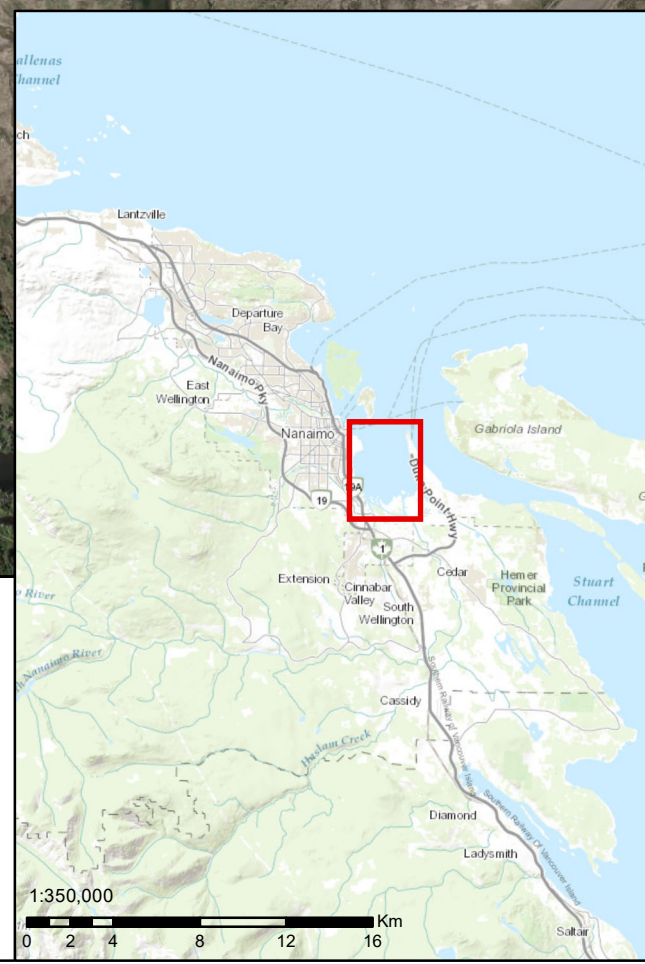 allenas
hannel
ch
Lantzville
Departure
Bay
Nanaimo Pky
East
Wellington
Gabriola Island
Nanaimo
19A
Duke Point Hwy
19
1
Extension
Cinnabar
Valley
South
Wellington
Cedar
Hemer
Provincial
Park
Stuart
Channel
o River
th Nanaimo River
Cassidy
Southern Railway Of Vancouver Island
Haslam Creek
Diamond
Southern Railway Of Vancouver Island
Ladysmith
Saltair
1:350,000
Km
0 2 4 8 12 16